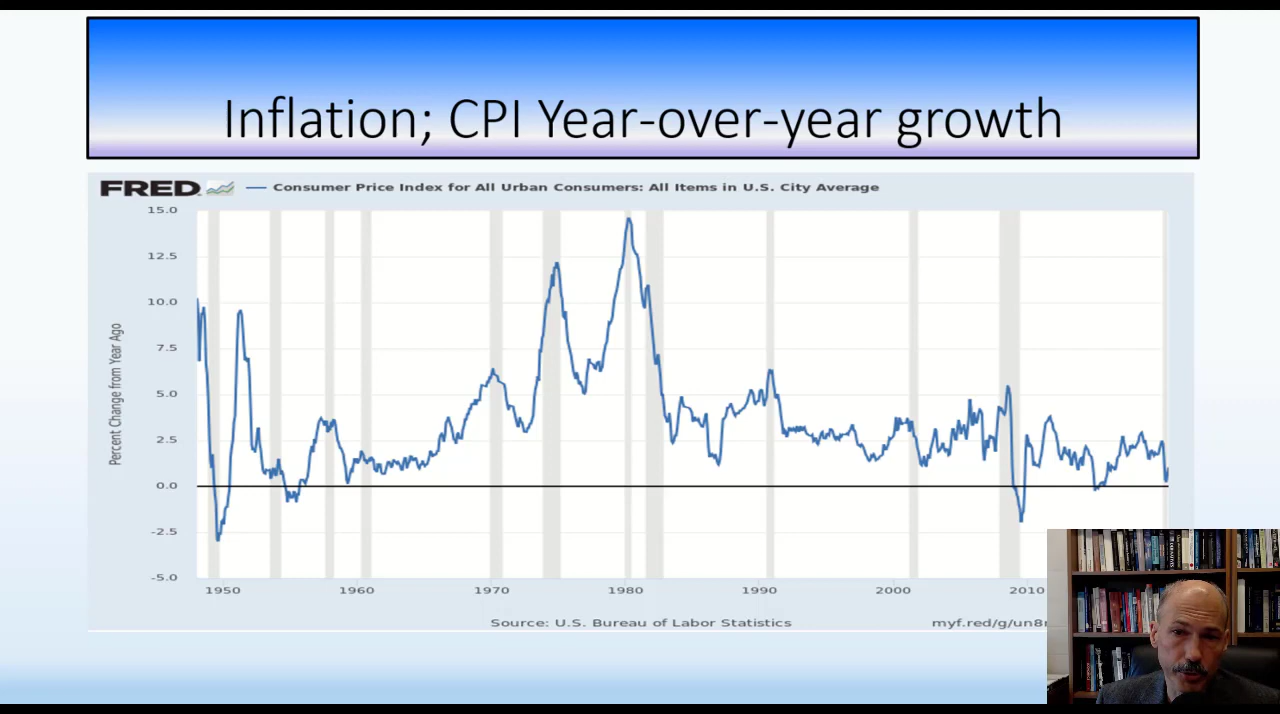 Inflation; CPI Year-over-year growth
FRED
Consumer Price Index for All Urban Consumers: All Items in U.S. City Average
15.0
12.5
10.0
7.5
5.0
2.5
0.0
-2.5
-5.0
Percent Change from Year Ago
1950 1960 1970 1980 1990 2000 2010
Source: U.S. Bureau of Labor Statistics
myf.red/g/un8